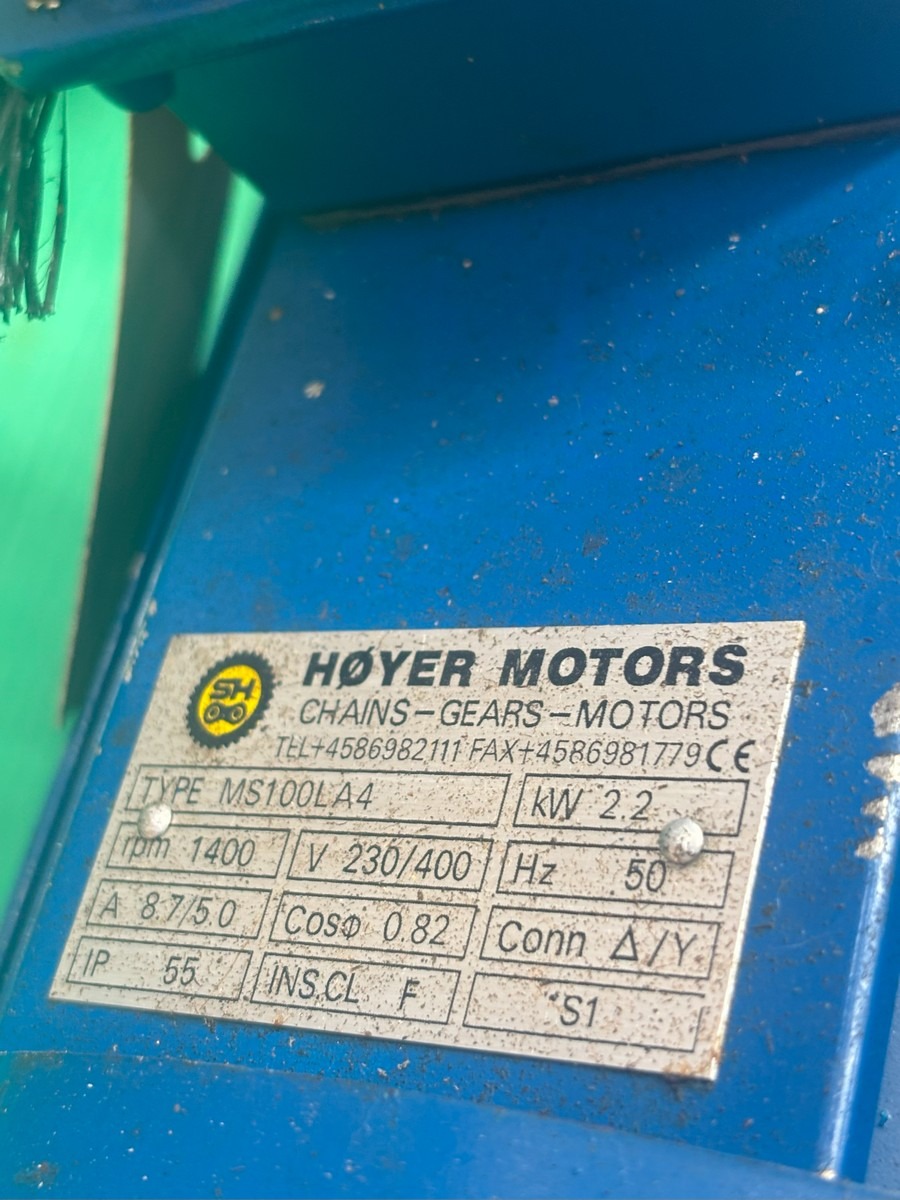 SH
HØYER MOTORS
CHAINS-GEARS-MOTORS
TEL+4586982111 FAX+4586981779 CE
TYPE MS100LA4 kW 2.2
rpm 1400 V 230/400 Hz 50
A 8.7/5.0 CosΦ 0.82 Conn Δ/Y
IP 55 INS.CL F S1